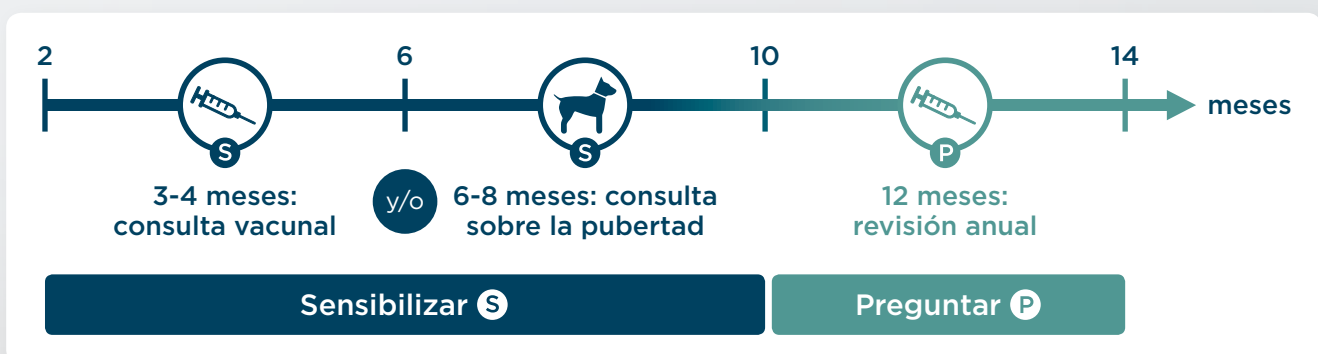 2
6
10
14
meses
S
S
P
3-4 meses:
consulta vacunal
y/o
6-8 meses: consulta
sobre la pubertad
12 meses:
revisión anual
Sensibilizar S
Preguntar P